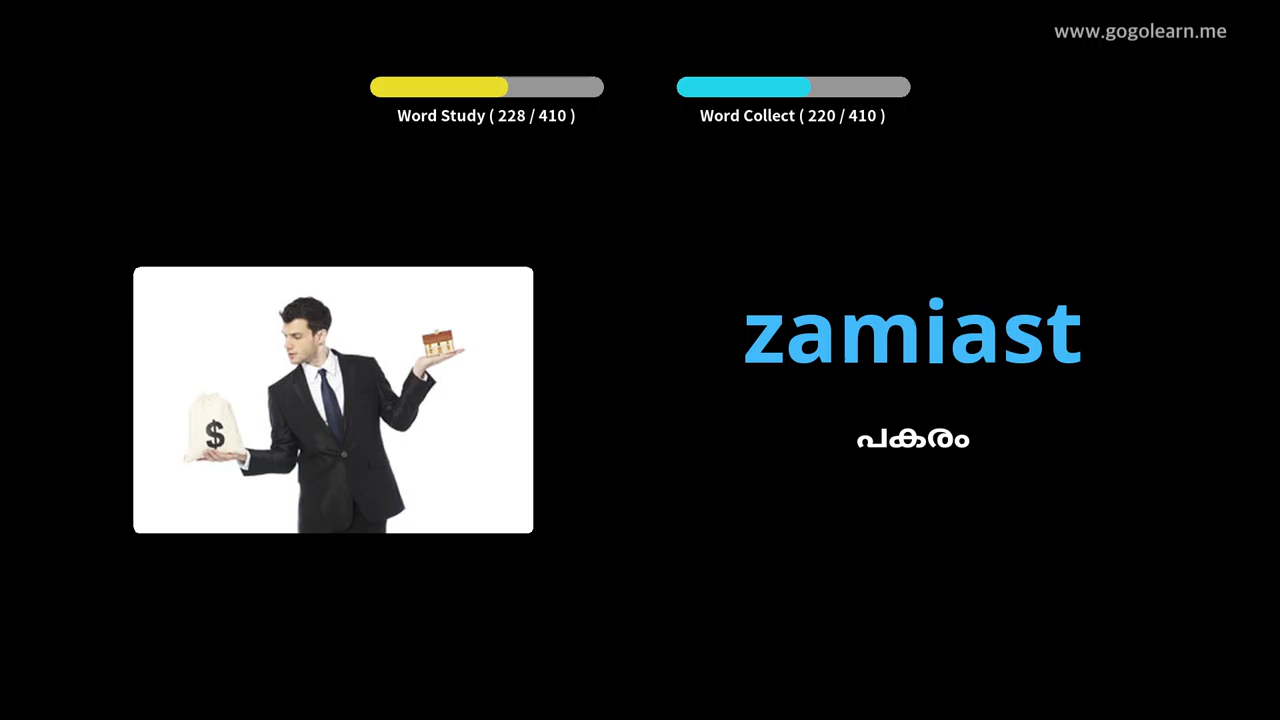 www.gogolearn.me
Word Study ( 228 / 410 )
Word Collect ( 220 / 410 )
zamiast
പകരം
$